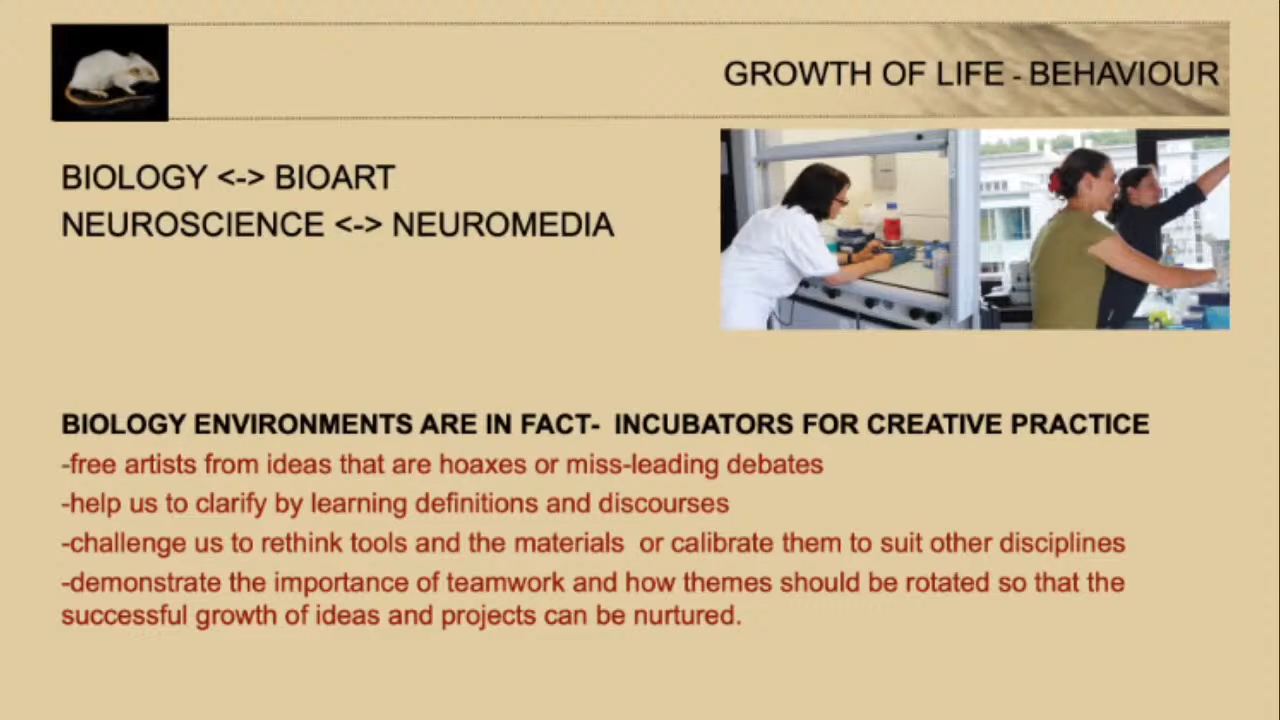 GROWTH OF LIFE - BEHAVIOUR
BIOLOGY <-> BIOART
NEUROSCIENCE <-> NEUROMEDIA
BIOLOGY ENVIRONMENTS ARE IN FACT-  INCUBATORS FOR CREATIVE PRACTICE
-free artists from ideas that are hoaxes or miss-leading debates
-help us to clarify by learning definitions and discourses
-challenge us to rethink tools and the materials  or calibrate them to suit other disciplines
-demonstrate the importance of teamwork and how themes should be rotated so that the
successful growth of ideas and projects can be nurtured.